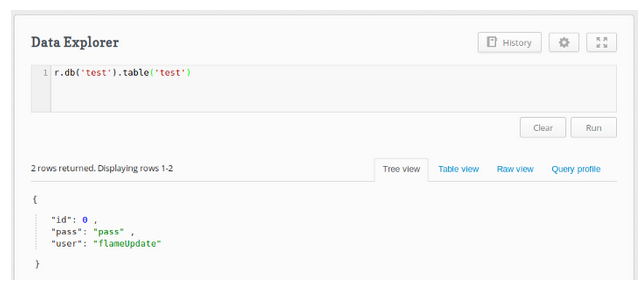 Data Explorer
History
1 r.db('test').table('test')
Clear Run
2 rows returned. Displaying rows 1-2
Tree view Table view Raw view Query profile
{
"id": 0 ,
"pass": "pass" ,
"user": "flameUpdate"
}